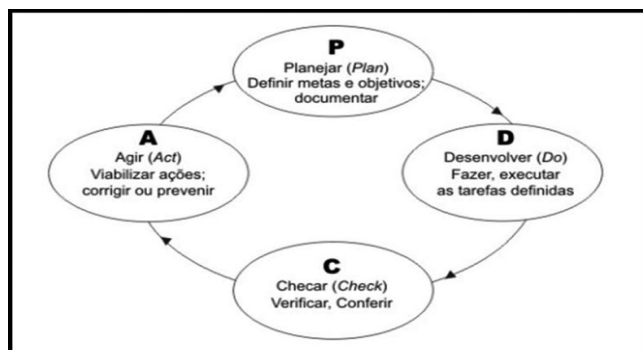 P
Planejar (Plan)
Definir metas e objetivos;
documentar
A
Agir (Act)
Viabilizar ações;
corrigir ou prevenir
D
Desenvolver (Do)
Fazer, executar
as tarefas definidas
C
Checar (Check)
Verificar, Conferir